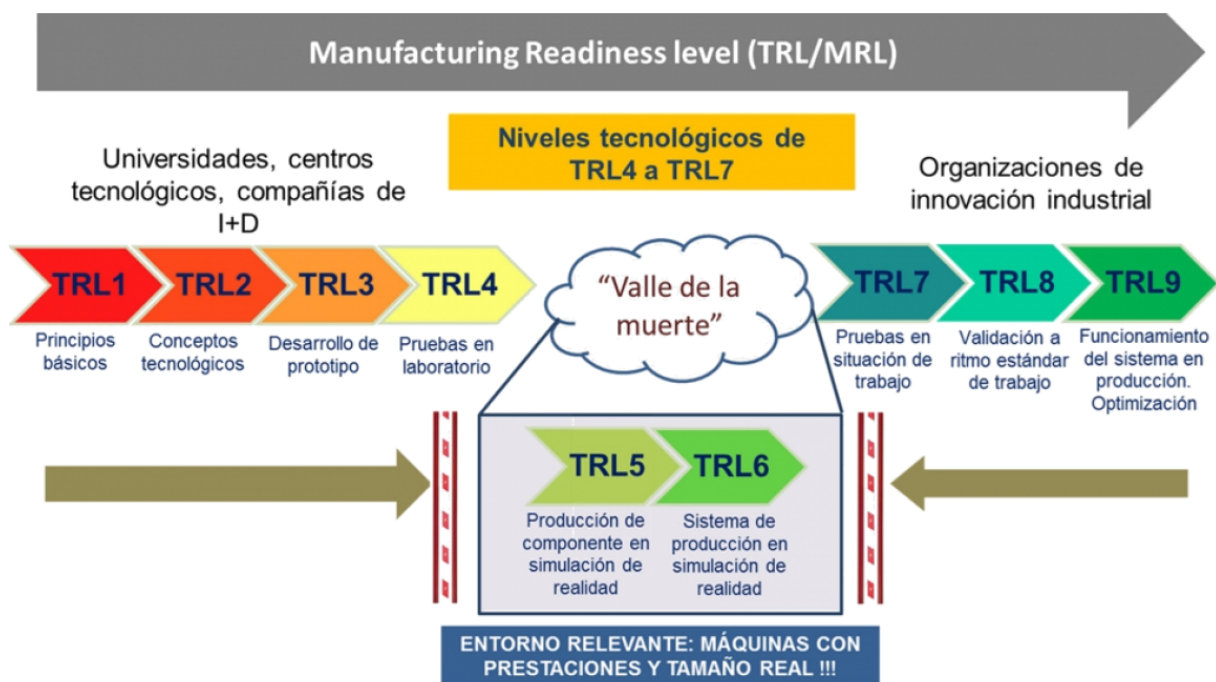 Manufacturing Readiness level (TRL/MRL)
Universidades, centros
tecnológicos, compañías de
I+D
Niveles tecnológicos de
TRL4 a TRL7
Organizaciones de
innovación industrial
TRL1
Principios
básicos
TRL2
Conceptos
tecnológicos
TRL3
Desarrollo de
prototipo
TRL4
Pruebas en
laboratorio
“Valle de la
muerte”
TRL7
Pruebas en
situación de
trabajo
TRL8
Validación a
ritmo estándar
de trabajo
TRL9
Funcionamiento
del sistema en
producción.
Optimización
TRL5
Producción de
componente en
simulación de
realidad
TRL6
Sistema de
producción en
simulación de
realidad
ENTORNO RELEVANTE: MÁQUINAS CON
PRESTACIONES Y TAMAÑO REAL !!!